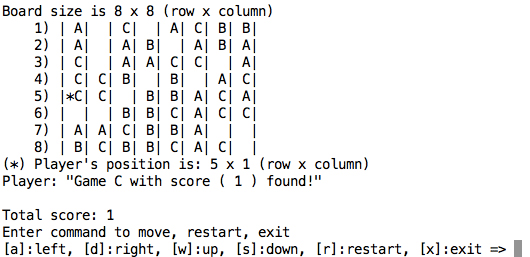 Board size is 8 x 8 (row x column)
    1) | A|  | C|  | A| C| B| B|
    2) | A|  | A| B|  | A| B| A|
    3) | C|  | A| A| C| C|  | A|
    4) | C| C| B|  | B|  | A| C|
    5) |*C| C|  | B| B| A| C| A|
    6) |  |  | B| B| C| A| C| C|
    7) | A| A| C| B| B| A|  |  |
    8) | B| C| B| B| C| A| C|  |
(*) Player's position is: 5 x 1 (row x column)
Player: "Game C with score ( 1 ) found!"

Total score: 1
Enter command to move, restart, exit
[a]:left, [d]:right, [w]:up, [s]:down, [r]:restart, [x]:exit =>